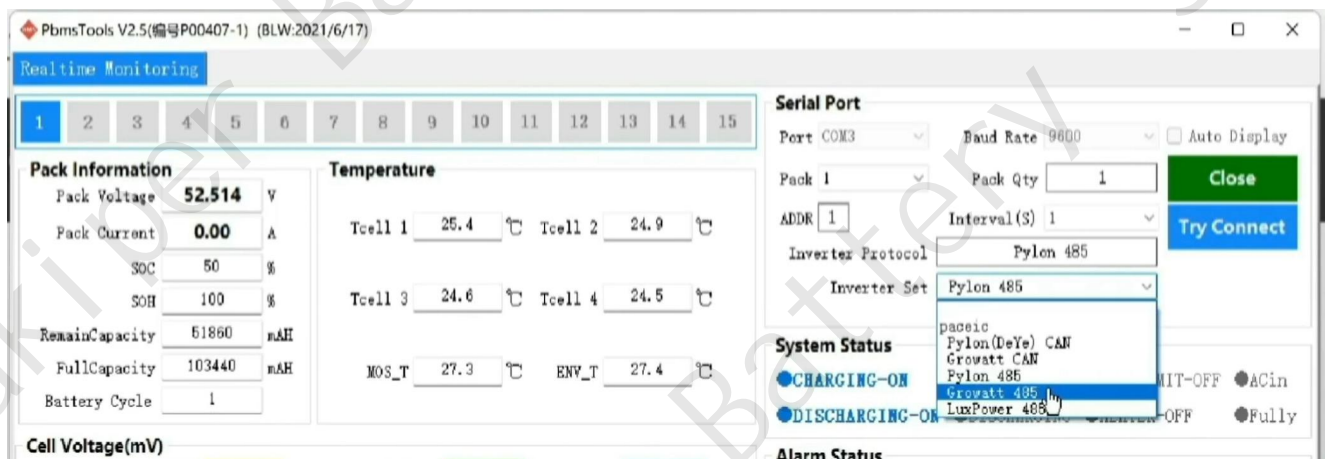 PbmsTools V2.5(编号P00407-1) (BLW:2021/6/17)
Realtime Monitoring
1 2 3 4 5 6 7 8 9 10 11 12 13 14 15
Pack Information
Pack Voltage 52.514 V
Pack Current 0.00 A
SOC 50 %
SOH 100 %
RemainCapacity 51860 mAH
FullCapacity 103440 mAH
Battery Cycle 1
Temperature
Tcell 1 25.4 ℃ Tcell 2 24.9 ℃
Tcell 3 24.6 ℃ Tcell 4 24.5 ℃
MOS_T 27.3 ℃ ENV_T 27.4 ℃
Serial Port
Port COM3 Baud Rate 9600 Auto Display
Pack 1 Pack Qty 1 Close
ADDR 1 Interval(S) 1 Try Connect
Inverter Protocol Pylon 485
Inverter Set Pylon 485
paceic
Pylon(DeYe) CAN
Growatt CAN
Pylon 485
Growatt 485
LuxPower 485
System Status
CHARGING-ON MIT-OFF ACin
DISCHARGING-ON -OFF Fully
Cell Voltage(mV)
Alarm Status
Battery